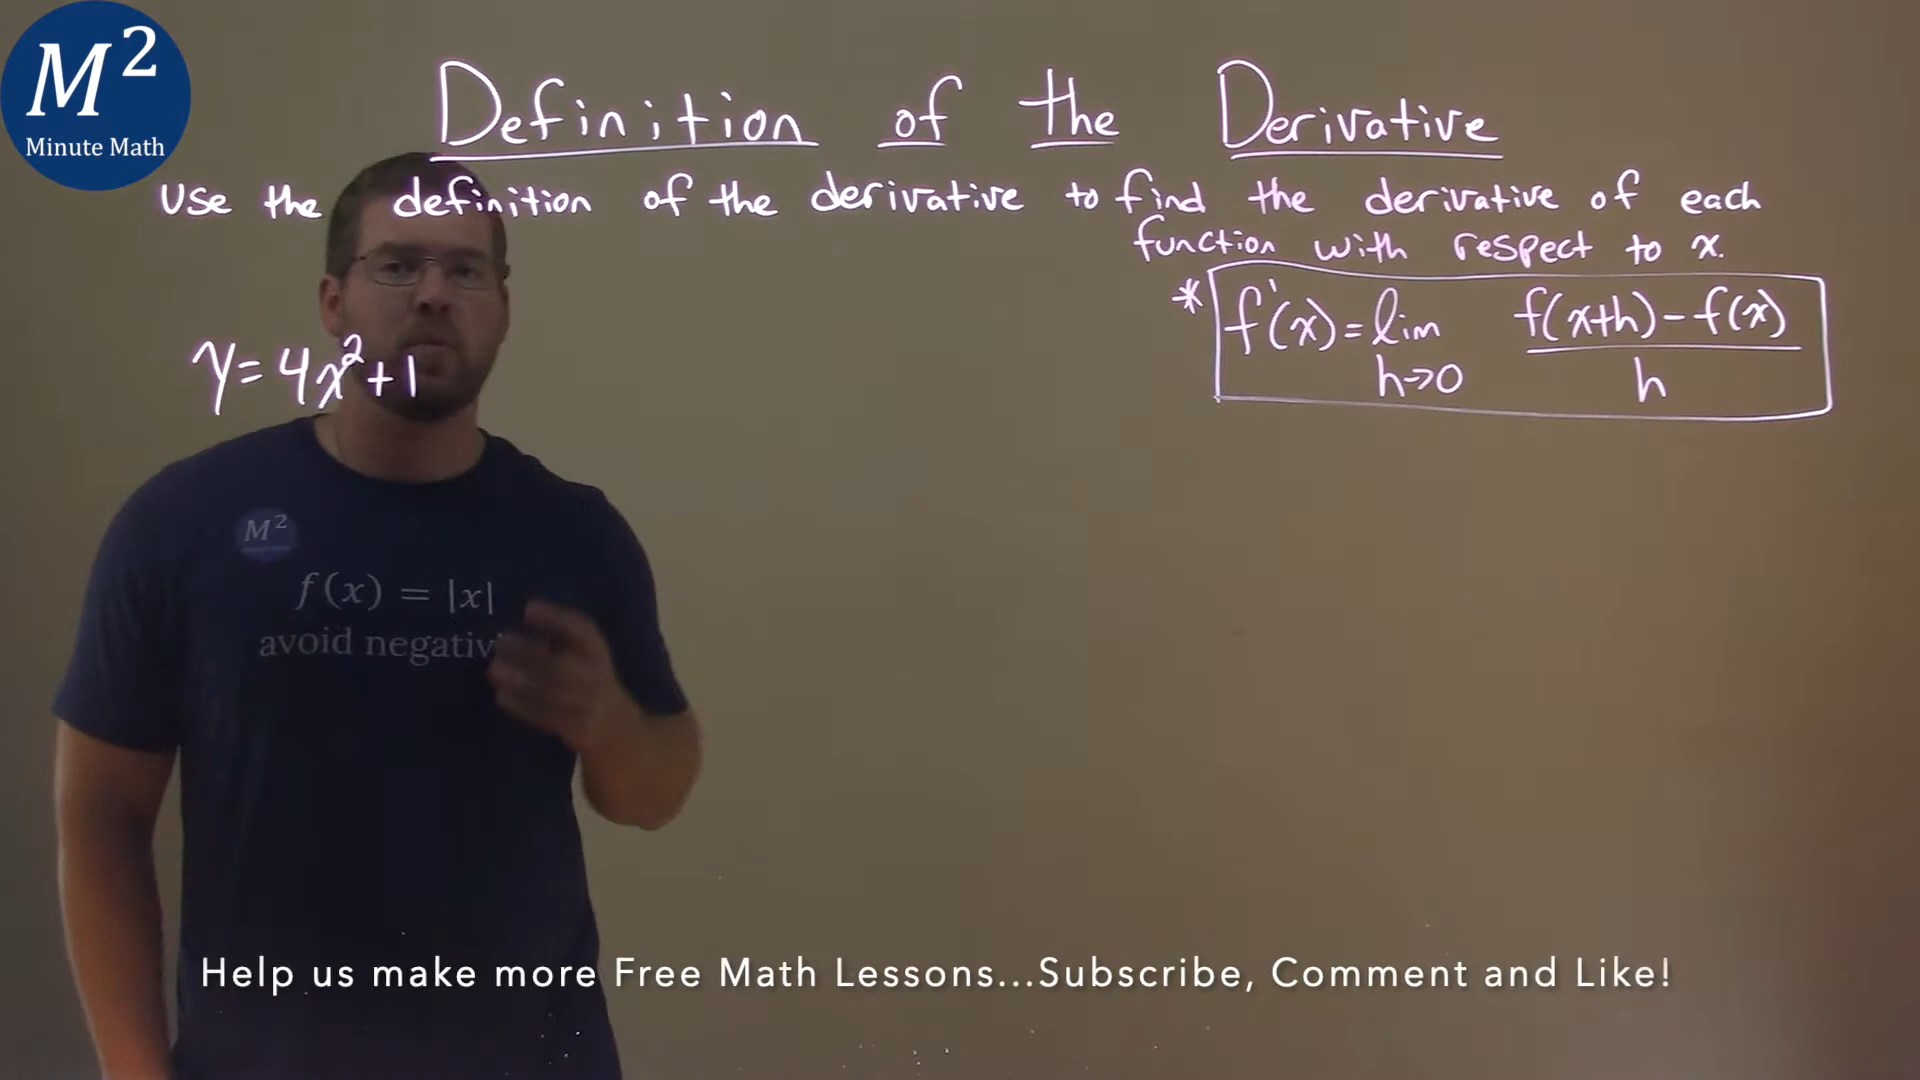 M²
Minute Math
Definition of the Derivative
Use the definition of the derivative to find the derivative of each
function with respect to x.
* f'(x) = lim h→0 f(x+h) - f(x) / h
y = 4x² + 1
M²
f(x) = |x|
avoid
Help us make more Free Math Lessons...Subscribe, Comment and Like!